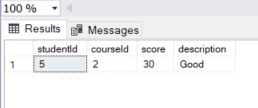 100 %
Results Messages
studentId courseId score description
1 5 2 30 Good